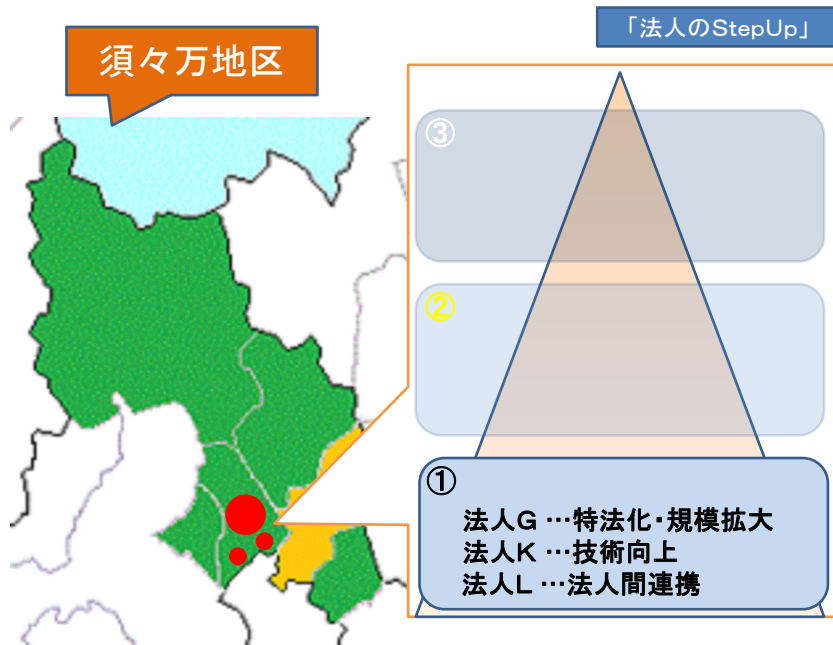 「法人のStepUp」
須々万地区
③
②
①
法人G …特法化・規模拡大
法人K …技術向上
法人L …法人間連携